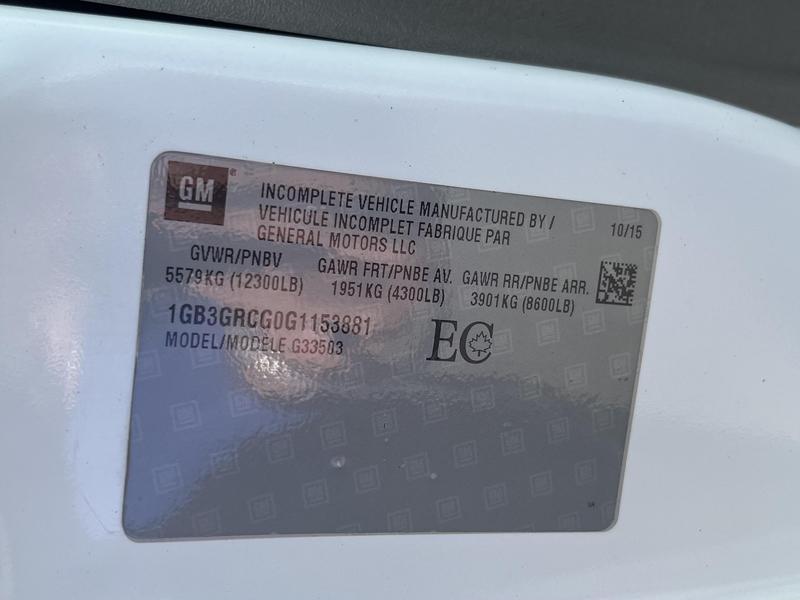 GM
INCOMPLETE VEHICLE MANUFACTURED BY /
VEHICULE INCOMPLET FABRIQUE PAR
GENERAL MOTORS LLC
10/15
GVWR/PNBV
5579KG (12300LB)
GAWR FRT/PNBE AV.
1951KG (4300LB)
GAWR RR/PNBE ARR.
3901KG (8600LB)
1GB3GRCG0G1153881
MODEL/MODÈLE G33503
EC